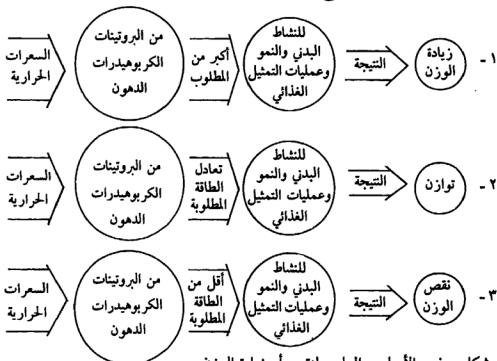 ١ -
زيادة
الوزن
النتيجة
للنشاط
البدني والنمو
وعمليات التمثيل
الغذائي
أكبر من
المطلوب
من البروتينات
الكربوهيدرات
الدهون
السعرات
الحرارية
٢ -
توازن
النتيجة
للنشاط
البدني والنمو
وعمليات التمثيل
الغذائي
تعادل
الطاقة
المطلوبة
من البروتينات
الكربوهيدرات
الدهون
السعرات
الحرارية
٣ -
نقص
الوزن
النتيجة
للنشاط
البدني والنمو
وعمليات التمثيل
الغذائي
أقل من
الطاقة
المطلوبة
من البروتينات
الكربوهيدرات
الدهون
السعرات
الحرارية